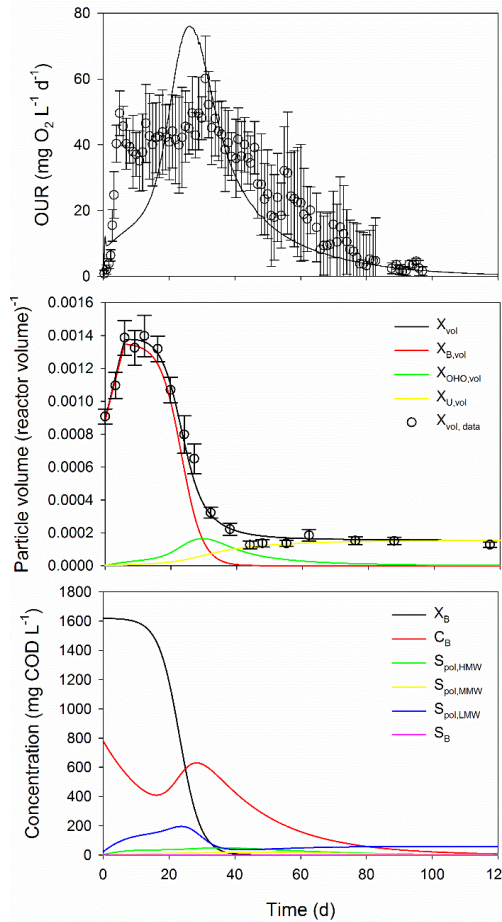 OUR (mg O2 L-1 d-1)
80
60
40
20
0
Particle volume (reactor volume)-1
0.0016
0.0014
0.0012
0.0010
0.0008
0.0006
0.0004
0.0002
0.0000
Xvol
XB,vol
XOHO,vol
XU,vol
Xvol, data
Concentration (mg COD L-1)
1800
1600
1400
1200
1000
800
600
400
200
0
XB
CB
Spol,HMW
Spol,MMW
Spol,LMW
SB
0 20 40 60 80 100
Time (d)